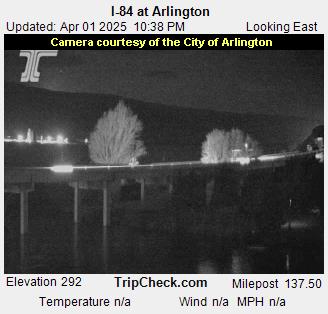 I-84 at Arlington
Updated: Apr 01 2025 10:38 PM Looking East
Camera courtesy of the City of Arlington
Elevation 292 TripCheck.com Milepost 137.50
Temperature n/a Wind n/a MPH n/a